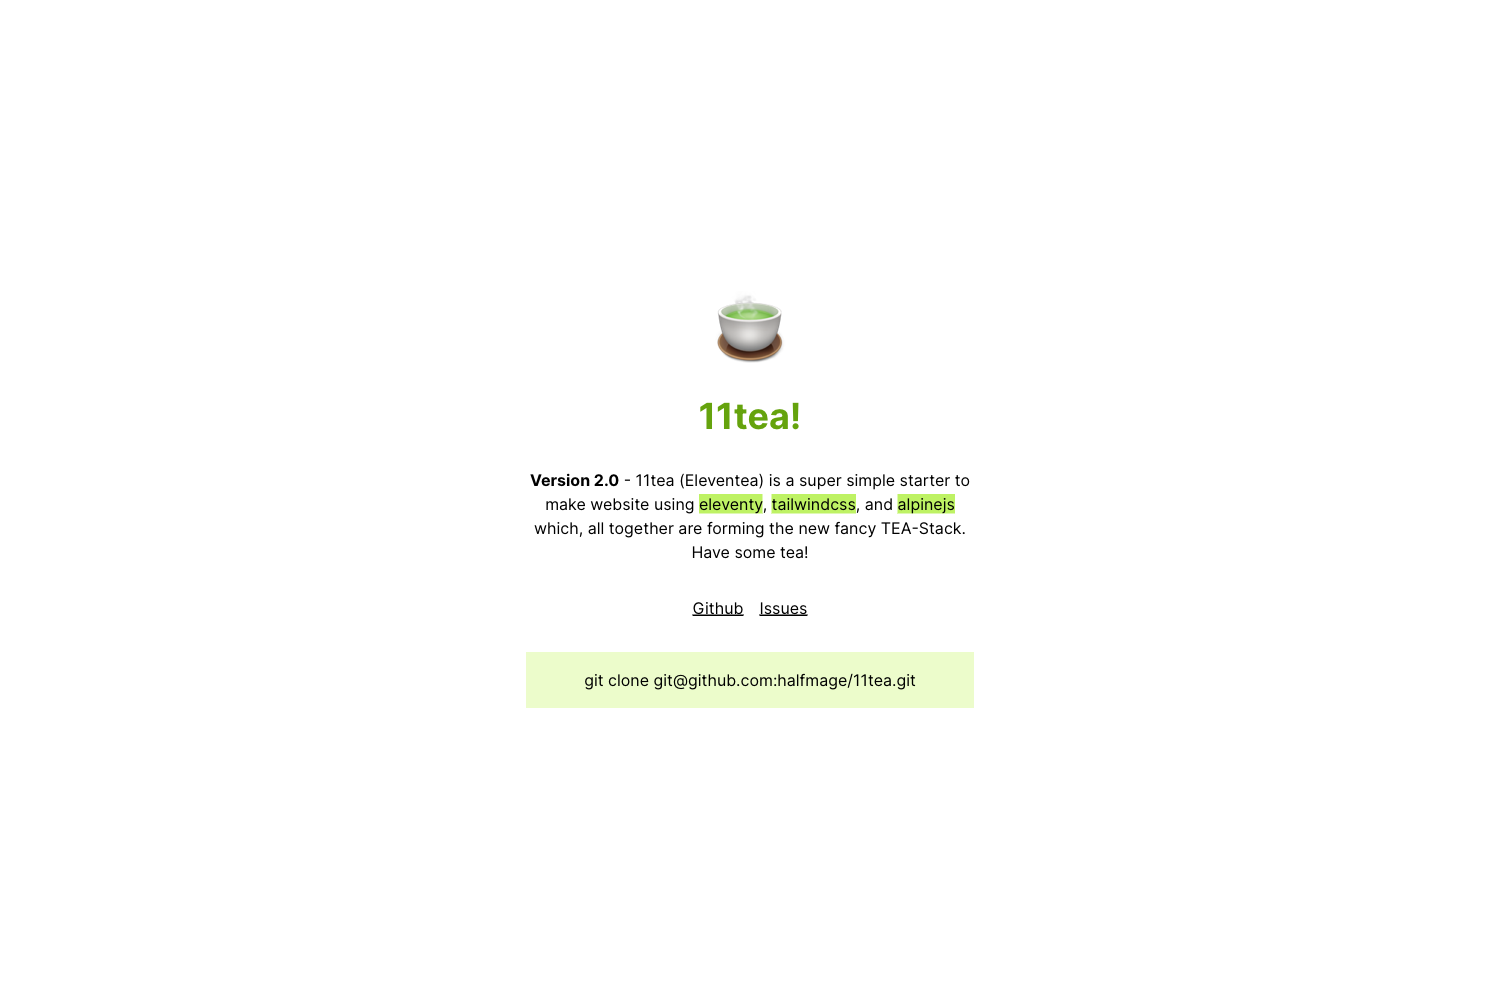 11tea!
Version 2.0 - 11tea (Eleventea) is a super simple starter to
make website using eleventy, tailwindcss, and alpinejs
which, all together are forming the new fancy TEA-Stack.
Have some tea!
Github Issues
git clone git@github.com:halfmage/11tea.git